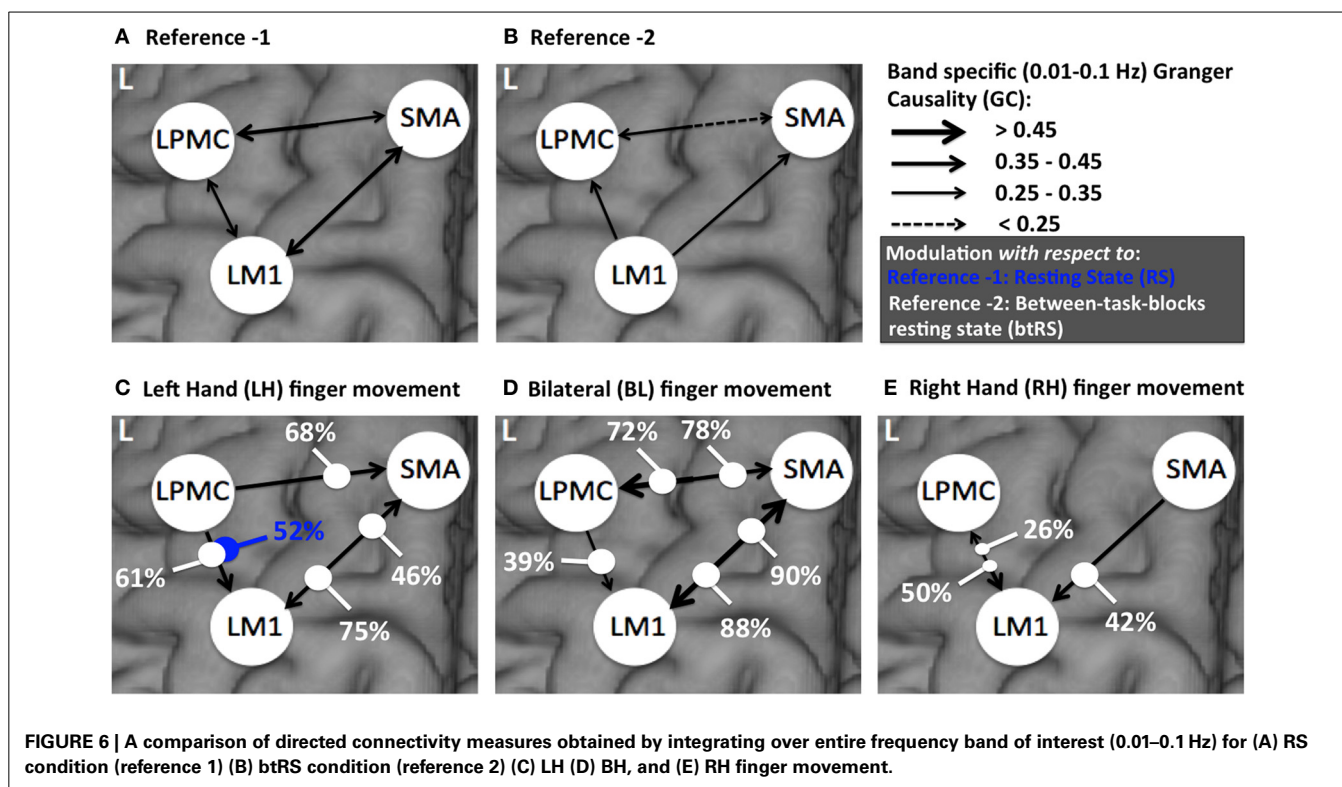 A Reference -1
B Reference -2
L
LPMC
SMA
LM1
L
LPMC
SMA
LM1
Band specific (0.01-0.1 Hz) Granger
Causality (GC):
> 0.45
0.35 - 0.45
0.25 - 0.35
< 0.25
Modulation with respect to:
Reference -1: Resting State (RS)
Reference -2: Between-task-blocks
resting state (btRS)
C Left Hand (LH) finger movement
D Bilateral (BL) finger movement
E Right Hand (RH) finger movement
L
68%
SMA
LPMC
52%
61%
46%
LM1
75%
L
72%
78%
SMA
LPMC
39%
90%
LM1
88%
L
SMA
LPMC
26%
50%
42%
LM1
FIGURE 6 | A comparison of directed connectivity measures obtained by integrating over entire frequency band of interest (0.01–0.1 Hz) for (A) RS
condition (reference 1) (B) btRS condition (reference 2) (C) LH (D) BH, and (E) RH finger movement.